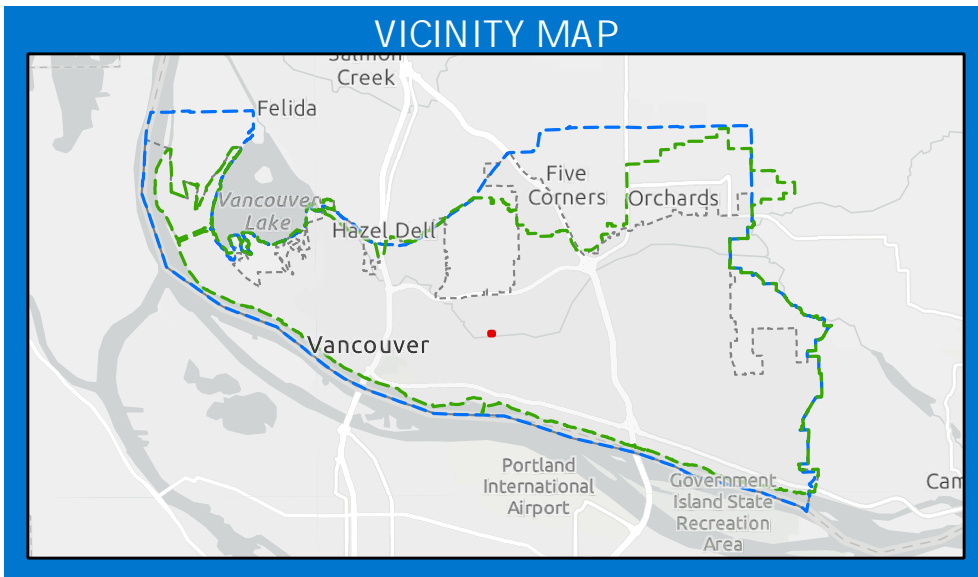 VICINITY MAP
Salmon
Creek
Felida
Vancouver
Lake
Five
Corners
Orchards
Hazel Dell
Vancouver
Portland
International
Airport
Government
Island State
Recreation
Area
Cam